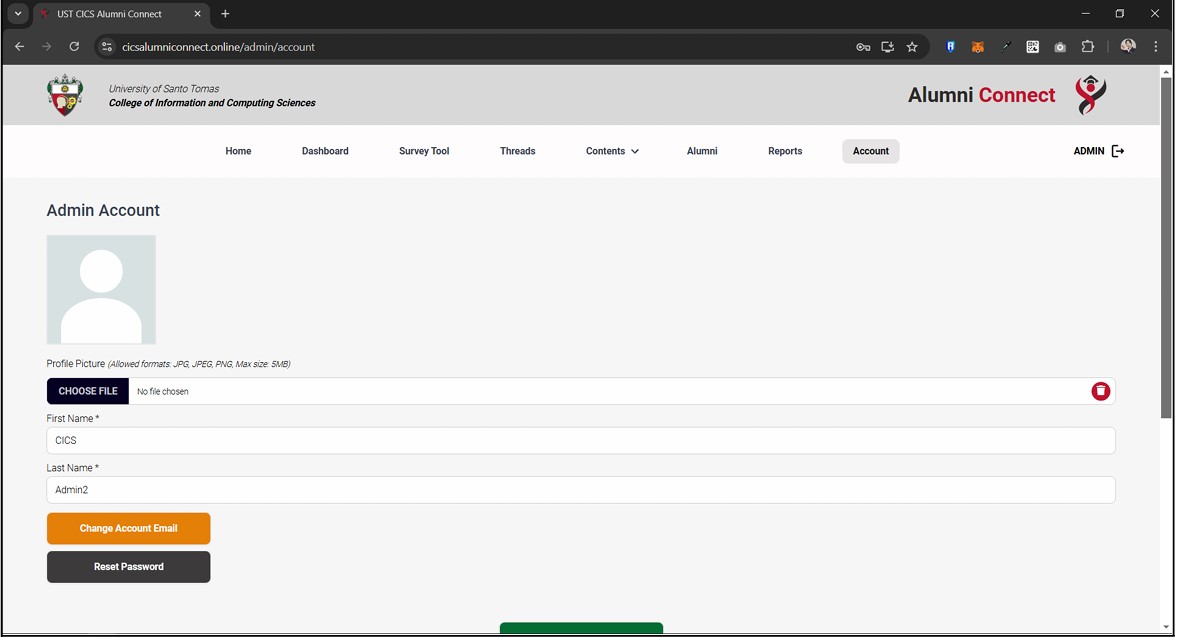 UST CICS Alumni Connect
cicsalumniconnect.online/admin/account
University of Santo Tomas
College of Information and Computing Sciences
Alumni Connect
Home Dashboard Survey Tool Threads Contents Alumni Reports Account ADMIN
Admin Account
Profile Picture (Allowed formats: JPG, JPEG, PNG, Max size: 5MB)
CHOOSE FILE No file chosen
First Name *
CICS
Last Name *
Admin2
Change Account Email
Reset Password